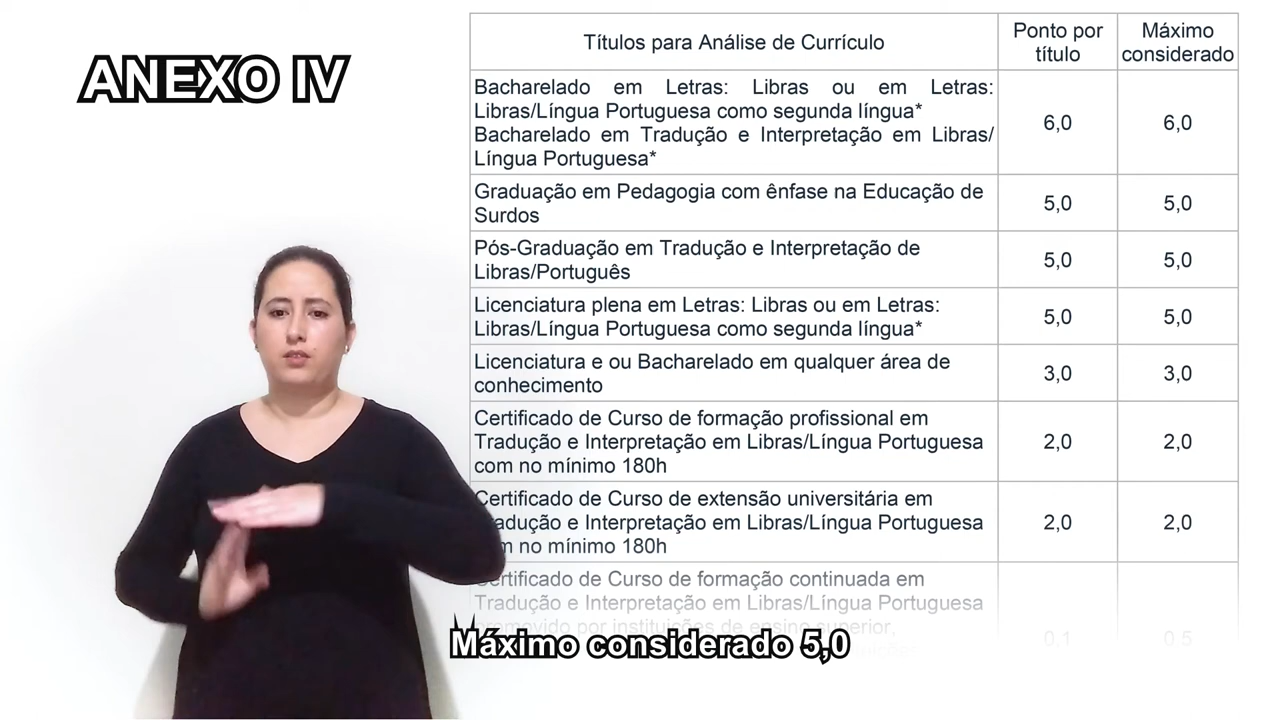 ANEXO IV
Títulos para Análise de Currículo
Ponto por
título
Máximo
considerado
Bacharelado em Letras: Libras ou em Letras:
Libras/Língua Portuguesa como segunda língua*
Bacharelado em Tradução e Interpretação em Libras/
Língua Portuguesa*
6,0
6,0
Graduação em Pedagogia com ênfase na Educação de
Surdos
5,0
5,0
Pós-Graduação em Tradução e Interpretação de
Libras/Português
5,0
5,0
Licenciatura plena em Letras: Libras ou em Letras:
Libras/Língua Portuguesa como segunda língua*
5,0
5,0
Licenciatura e ou Bacharelado em qualquer área de
conhecimento
3,0
3,0
Certificado de Curso de formação profissional em
Tradução e Interpretação em Libras/Língua Portuguesa
com no mínimo 180h
2,0
2,0
Certificado de Curso de extensão universitária em
Tradução e Interpretação em Libras/Língua Portuguesa
com no mínimo 180h
2,0
2,0
Certificado de Curso de formação continuada em
Tradução e Interpretação em Libras/Língua Portuguesa
promovido por instituições de ensino superior,
0,1
0,5
Máximo considerado 5,0